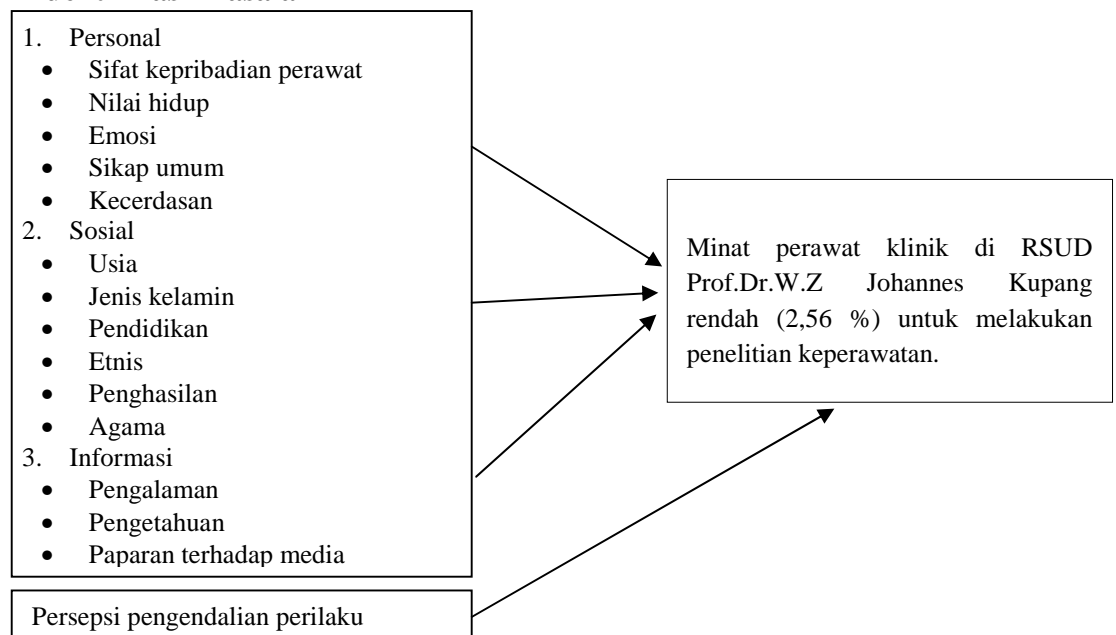 1. Personal
• Sifat kepribadian perawat
• Nilai hidup
• Emosi
• Sikap umum
• Kecerdasan
2. Sosial
• Usia
• Jenis kelamin
• Pendidikan
• Etnis
• Penghasilan
• Agama
3. Informasi
• Pengalaman
• Pengetahuan
• Paparan terhadap media
Persepsi pengendalian perilaku
Minat perawat klinik di RSUD
Prof.Dr.W.Z Johannes Kupang
rendah (2,56 %) untuk melakukan
penelitian keperawatan.